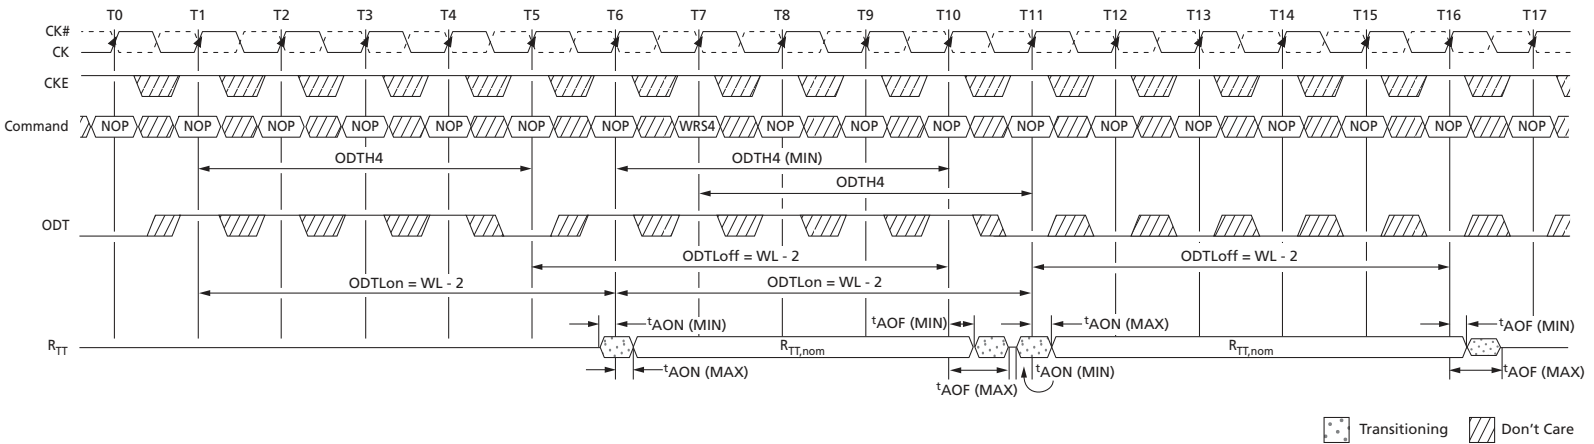 T0 T1 T2 T3 T4 T5 T6 T7 T8 T9 T10 T11 T12 T13 T14 T15 T16 T17
CK#
CK
CKE
Command NOP NOP NOP NOP NOP NOP NOP WRS4 NOP NOP NOP NOP NOP NOP NOP NOP NOP NOP
ODTH4 ODTH4 (MIN)
ODTH4
ODT
ODTLoff = WL - 2 ODTLoff = WL - 2
ODTLon = WL - 2 ODTLon = WL - 2
tAON (MIN) tAOF (MIN) tAON (MAX) tAOF (MIN)
RTT RTT,nom RTT,nom
tAON (MAX) tAON (MIN) tAOF (MAX)
tAOF (MAX)
Transitioning Don't Care